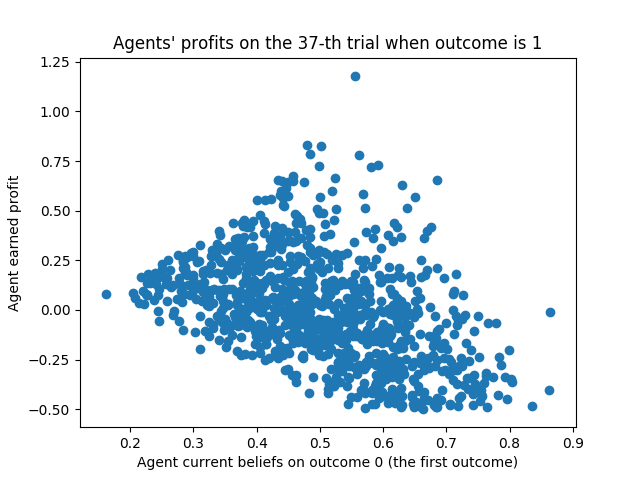 Agents' profits on the 37-th trial when outcome is 1
1.25
1.00
0.75
0.50
0.25
0.00
−0.25
−0.50
Agent earned profit
0.2 0.3 0.4 0.5 0.6 0.7 0.8 0.9
Agent current beliefs on outcome 0 (the first outcome)